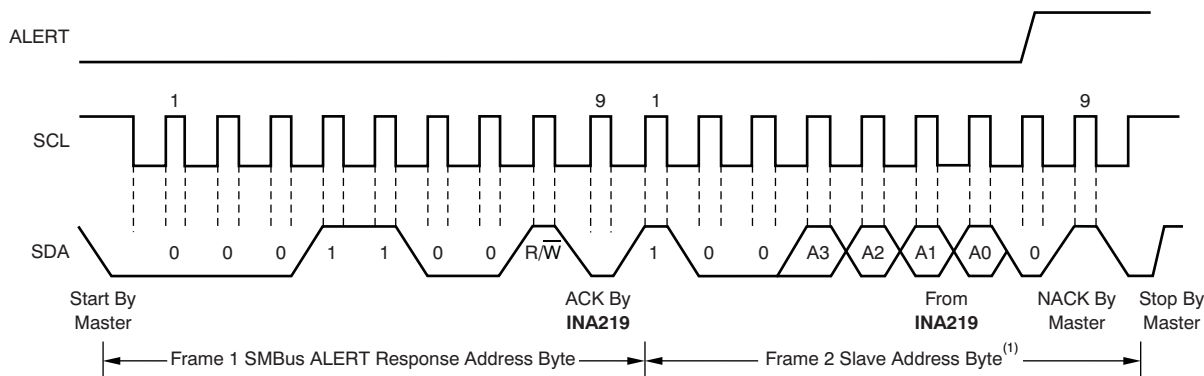 ALERT
1 9 1 9
SCL
SDA 0 0 0 1 1 0 0 R/W̅ 1 0 0 A3 A2 A1 A0 0
Start By
Master
ACK By
INA219
From
INA219
NACK By
Master
Stop By
Master
Frame 1 SMBus ALERT Response Address Byte
Frame 2 Slave Address Byte(1)